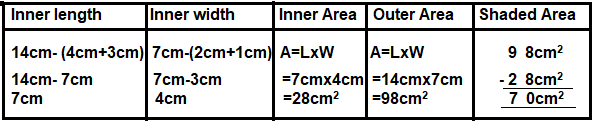 Inner length Inner width Inner Area Outer Area Shaded Area
14cm- (4cm+3cm) 7cm-(2cm+1cm) A=LxW A=LxW 9 8cm²
14cm- 7cm 7cm-3cm =7cmx4cm =14cmx7cm - 2 8cm²
7cm 4cm =28cm² =98cm² 7 0cm²